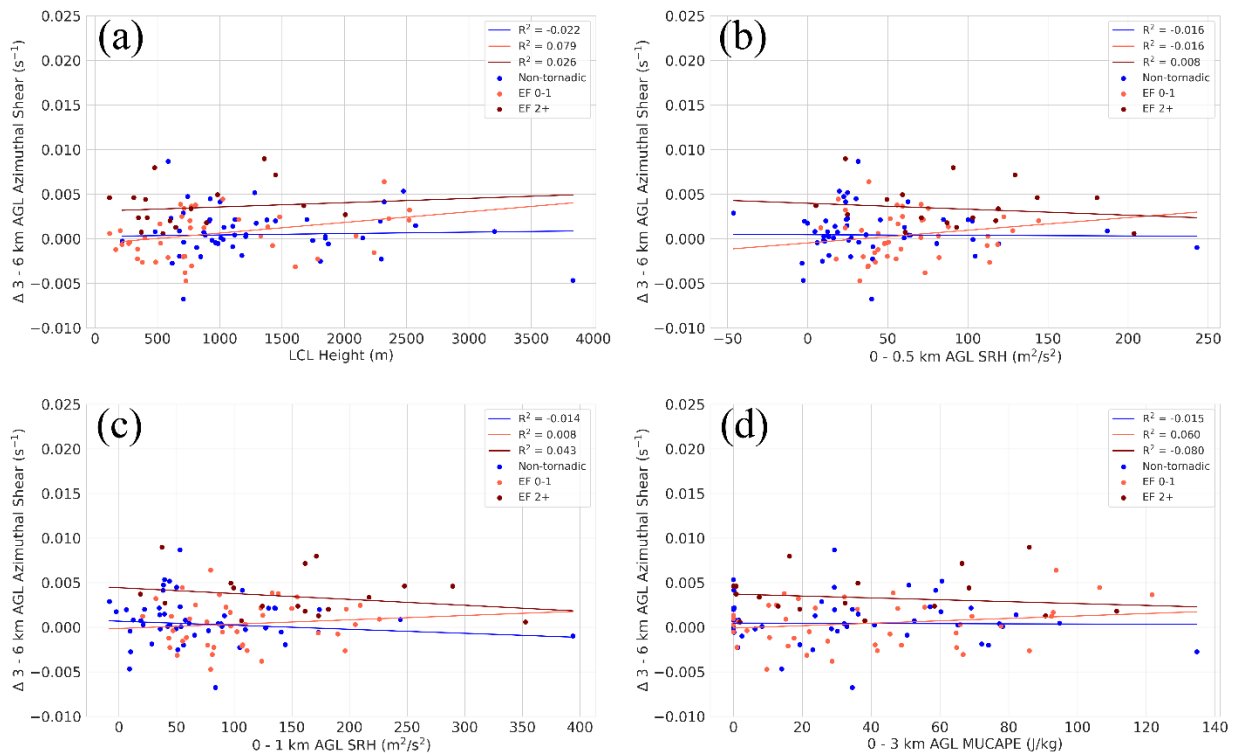 (a)
0.025
0.020
0.015
0.010
0.005
0.000
−0.005
−0.010
Δ 3 - 6 km AGL Azimuthal Shear (s⁻¹)
R² = -0.022
R² = 0.079
R² = 0.026
Non-tornadic
EF 0-1
EF 2+
0 500 1000 1500 2000 2500 3000 3500 4000
LCL Height (m)
(b)
0.025
0.020
0.015
0.010
0.005
0.000
−0.005
−0.010
Δ 3 - 6 km AGL Azimuthal Shear (s⁻¹)
R² = -0.016
R² = -0.016
R² = 0.008
Non-tornadic
EF 0-1
EF 2+
−50 0 50 100 150 200 250
0 - 0.5 km AGL SRH (m²/s²)
(c)
0.025
0.020
0.015
0.010
0.005
0.000
−0.005
−0.010
Δ 3 - 6 km AGL Azimuthal Shear (s⁻¹)
R² = -0.014
R² = 0.008
R² = 0.043
Non-tornadic
EF 0-1
EF 2+
0 50 100 150 200 250 300 350 400
0 - 1 km AGL SRH (m²/s²)
(d)
0.025
0.020
0.015
0.010
0.005
0.000
−0.005
−0.010
Δ 3 - 6 km AGL Azimuthal Shear (s⁻¹)
R² = -0.015
R² = 0.060
R² = -0.080
Non-tornadic
EF 0-1
EF 2+
0 20 40 60 80 100 120 140
0 - 3 km AGL MUCAPE (J/kg)